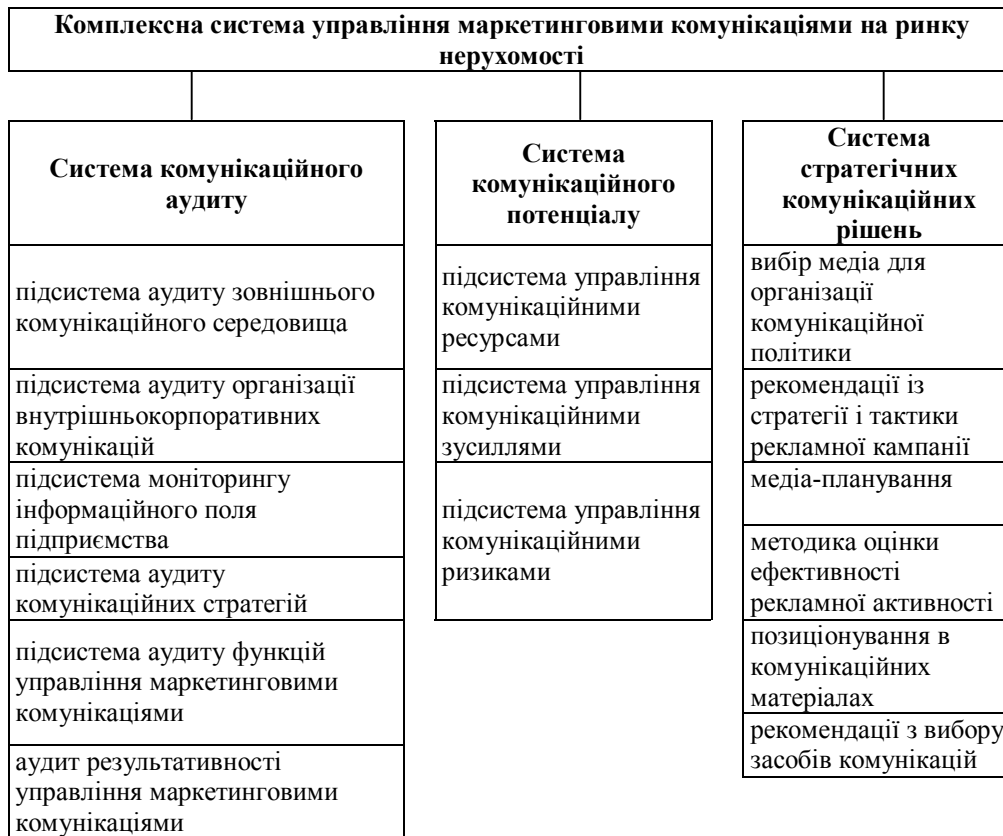 Комплексна система управління маркетинговими комунікаціями на ринку
нерухомості
Система комунікаційного
аудиту
підсистема аудиту зовнішнього
комунікаційного середовища
підсистема аудиту організації
внутрішньокорпоративних
комунікацій
підсистема моніторингу
інформаційного поля
підприємства
підсистема аудиту
комунікаційних стратегій
підсистема аудиту функцій
управління маркетинговими
комунікаціями
аудит результативності
управління маркетинговими
комунікаціями
Система
комунікаційного
потенціалу
підсистема управління
комунікаційними
ресурсами
підсистема управління
комунікаційними
зусиллями
підсистема управління
комунікаційними
ризиками
Система
стратегічних
комунікаційних
рішень
вибір медіа для
організації
комунікаційної
політики
рекомендації із
стратегії і тактики
рекламної кампанії
медіа-планування
методика оцінки
ефективності
рекламної активності
позиціонування в
комунікаційних
матеріалах
рекомендації з вибору
засобів комунікацій